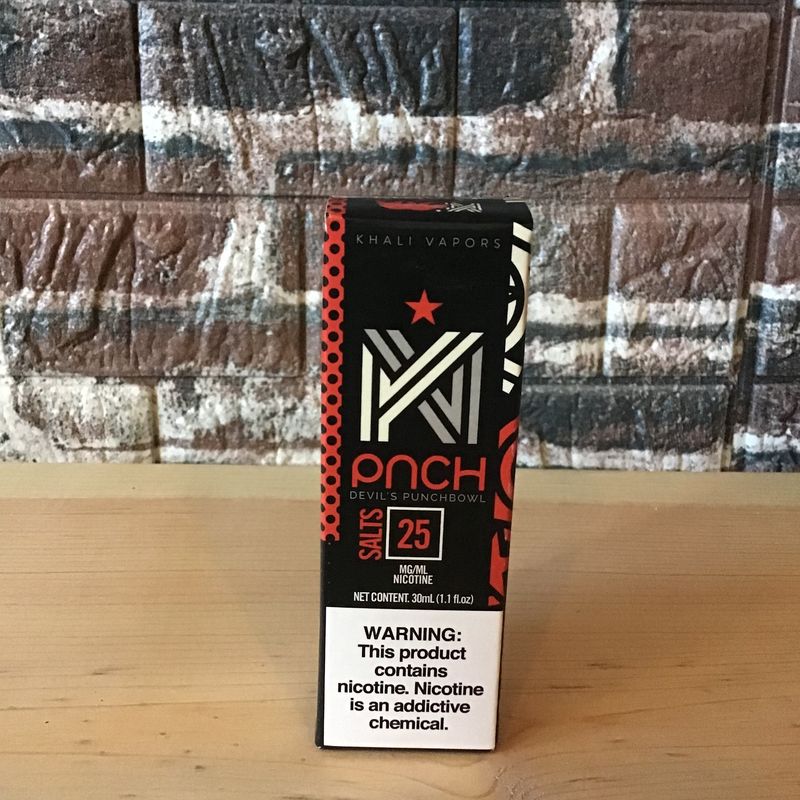 KHALI VAPORS
PNCH
DEVIL'S PUNCHBOWL
SALTS
25
MG/ML
NICOTINE
NET CONTENT. 30mL (1.1 fl.oz)
WARNING:
This product
contains
nicotine. Nicotine
is an addictive
chemical.